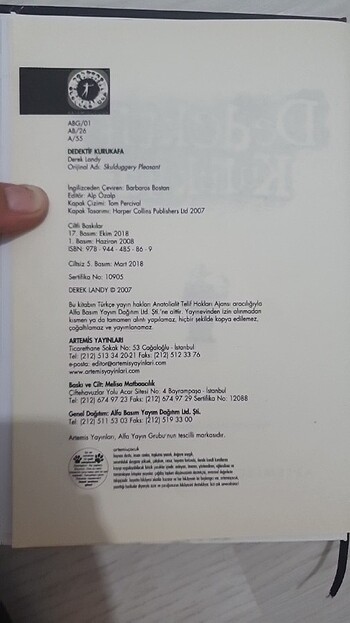 ABG/01
AB/26
A/55
DEDEKTİF KURUKAFA
Derek Landy
Orijinal Adı: Skulduggery Pleasant
İngilizceden Çeviren: Barbaros Bostan
Editör: Alp Özalp
Kapak Çizimi: Tom Percival
Kapak Tasarımı: Harper Collins Publishers Ltd 2007
Ciltli Baskılar
17. Basım: Ekim 2018
1. Basım: Haziran 2008
ISBN: 978 - 944 - 485 - 86 - 9
Ciltsiz 5. Basım: Mart 2018
Sertifika No: 10905
DEREK LANDY © 2007
Bu kitabın Türkçe yayın hakları Anatolialit Telif Hakları Ajansı aracılığıyla
Alfa Basım Yayım Dağıtım Ltd. Şti.'ne aittir. Yayınevinden izin alınmadan
kısmen ya da tamamen alıntı yapılamaz, hiçbir şekilde kopya edilemez,
çoğaltılamaz ve yayımlanamaz.
ARTEMİS YAYINLARI
Ticarethane Sokak No: 53 Cağaloğlu - İstanbul
Tel: (212) 513 34 20-21 Faks: (212) 512 33 76
e-posta: editor@artemisyayinlari.com
www.artemisyayinlari.com
Baskı ve Cilt: Melisa Matbaacılık
Çiftehavuzlar Yolu Acar Sitesi No: 4 Bayrampaşa - İstanbul
Tel: (212) 674 97 23 Faks: (212) 674 97 29 Sertifika No: 12088
Genel Dağıtım: Alfa Basım Yayım Dağıtım Ltd. Şti.
Tel: (212) 511 53 03 Faks: (212) 519 33 00
Artemis Yayınları, Alfa Yayın Grubu'nun tescilli markasıdır.